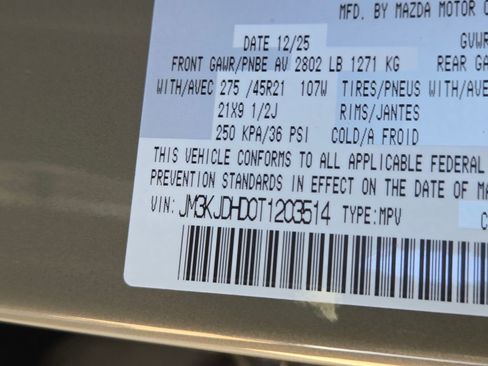 MFD. BY MAZDA MOTOR
DATE 12/25 GVWR
FRONT GAWR/PNBE AV 2802 LB 1271 KG REAR GA
WITH/AVEC 275 /45R21 107W TIRES/PNEUS WITH/AVE
21X9 1/2J RIMS/JANTES
250 KPA/36 PSI COLD/A FROID
THIS VEHICLE CONFORMS TO ALL APPLICABLE FEDERAL
PREVENTION STANDARDS IN EFFECT ON THE DATE OF MA
VIN: JM3KJDHD0T1203514 TYPE:MPV